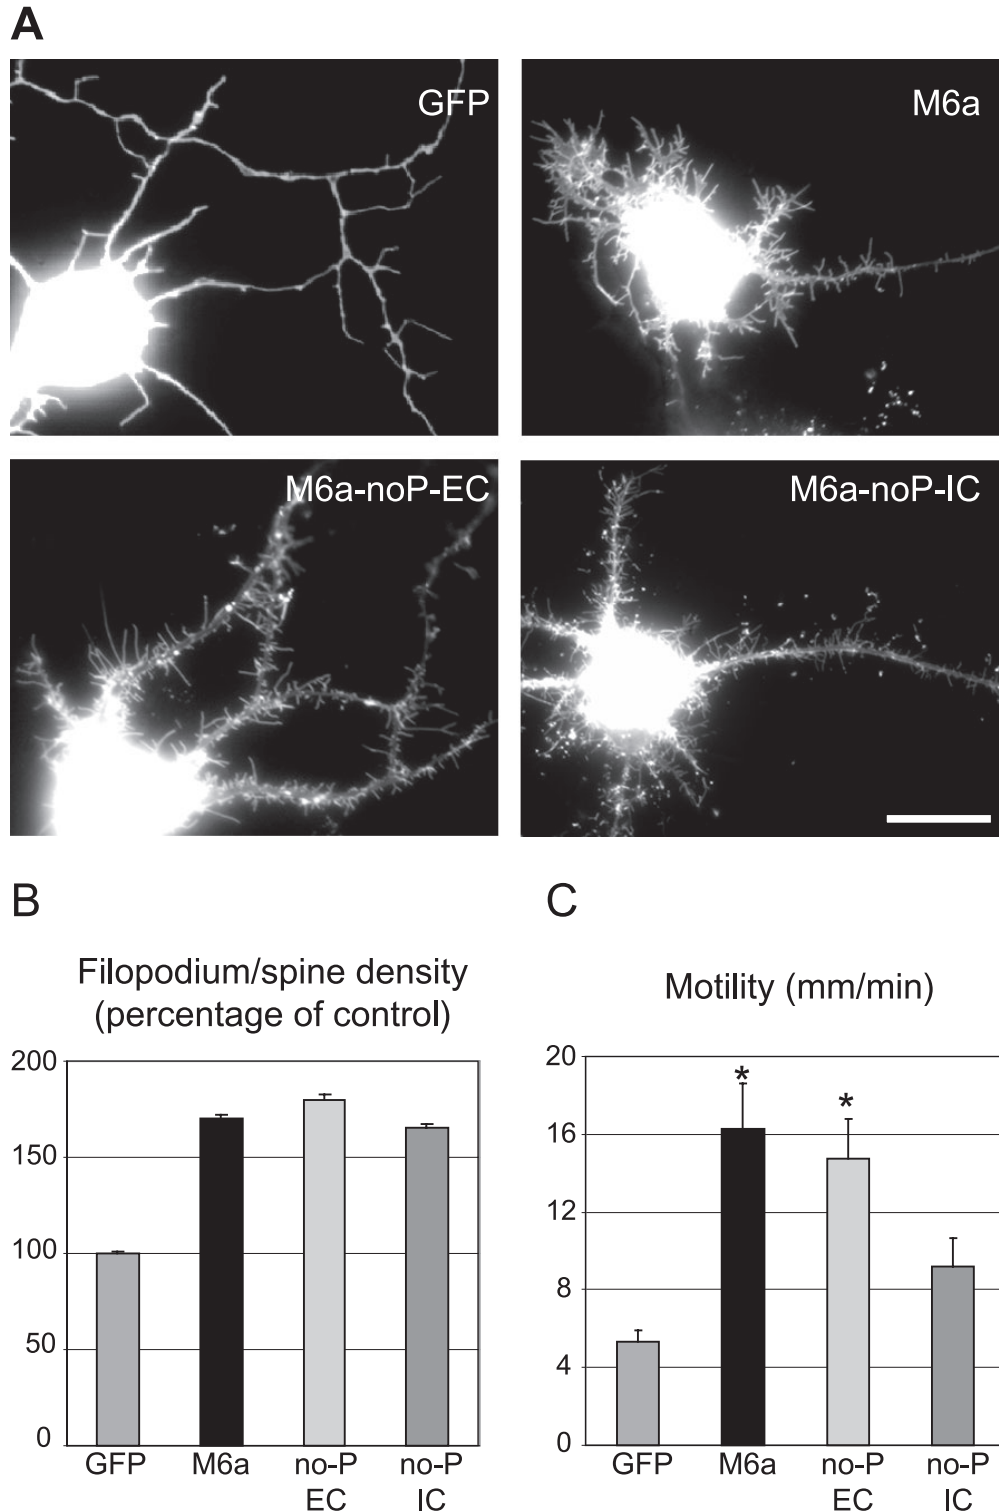 A
GFP
M6a
M6a-noP-EC
M6a-noP-IC
B
Filopodium/spine density
(percentage of control)
200
150
100
50
0
GFP
M6a
no-P
EC
no-P
IC
C
Motility (mm/min)
20
16
12
8
4
0
*
*
GFP
M6a
no-P
EC
no-P
IC